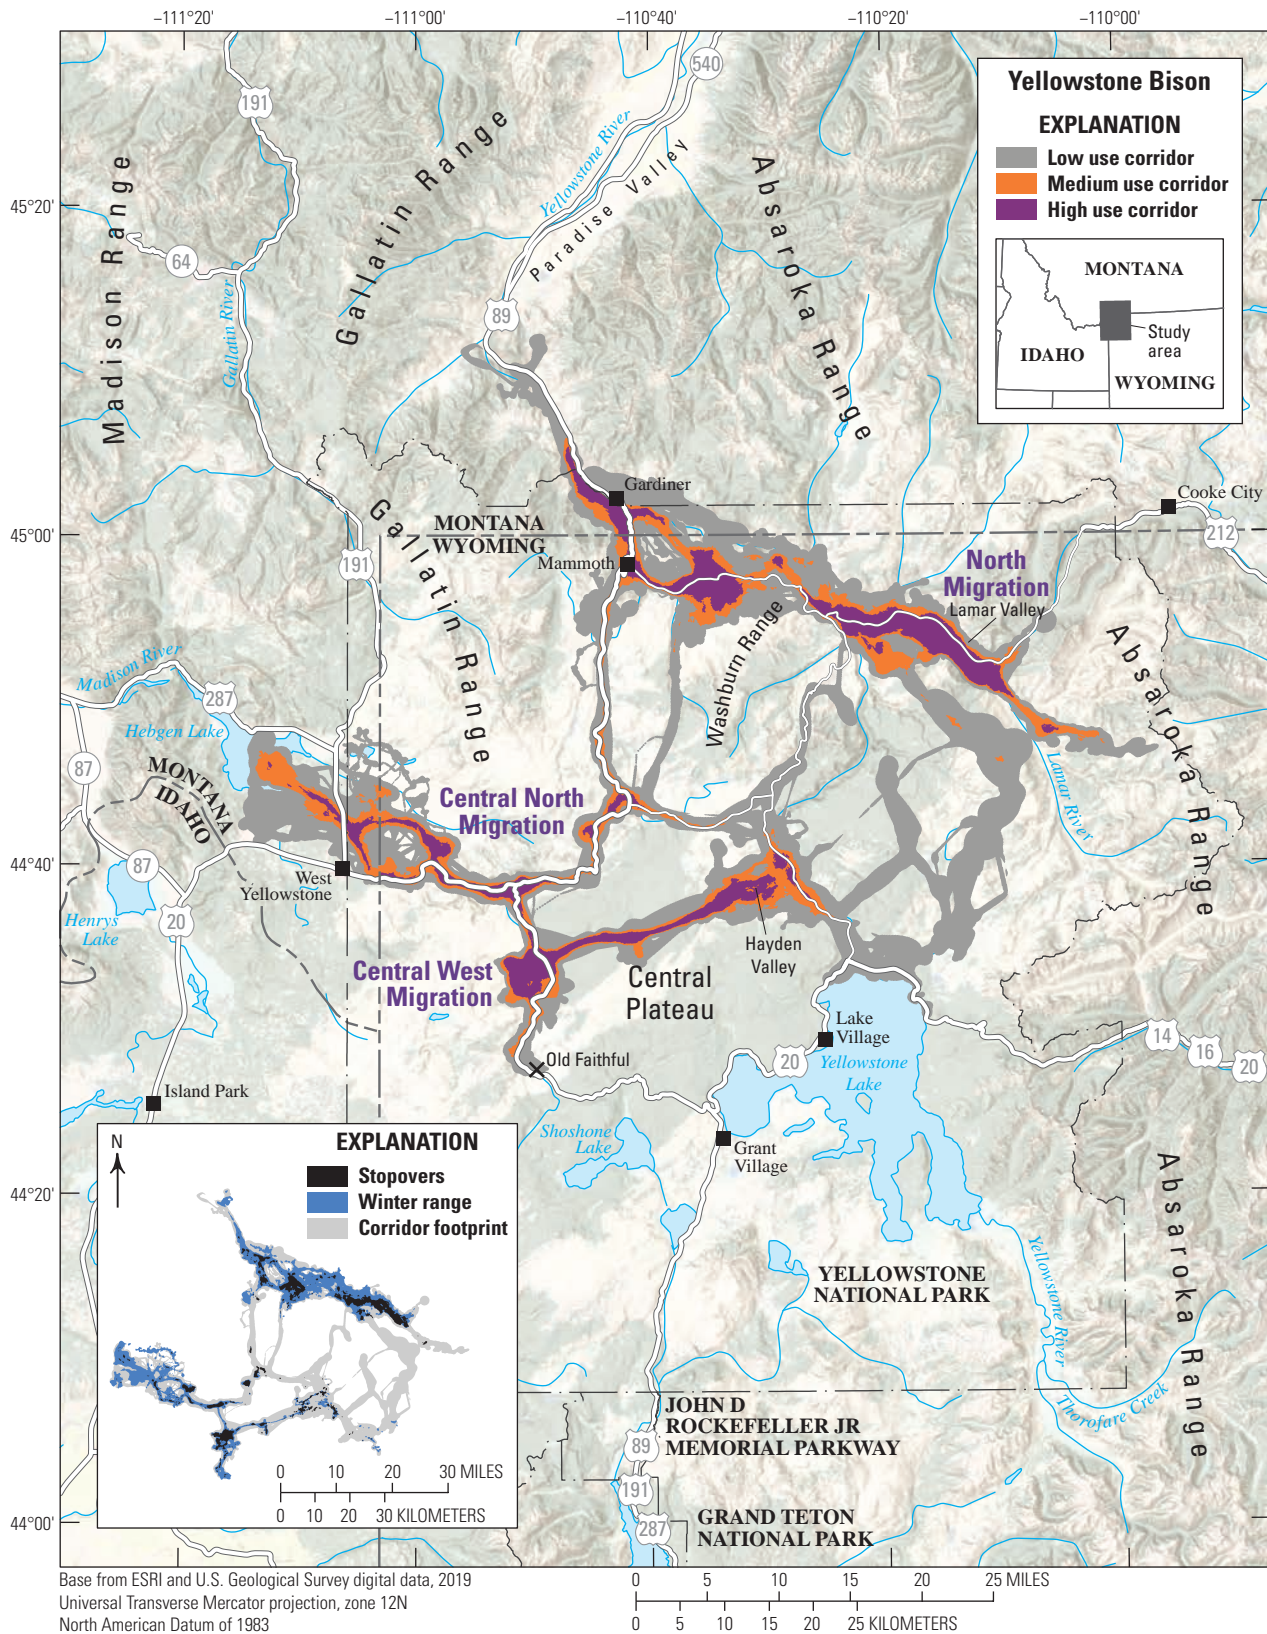 −111°20'
−111°00'
−110°40'
−110°20'
−110°00'
45°20'
45°00'
44°40'
44°20'
44°00'
Yellowstone Bison
EXPLANATION
Low use corridor
Medium use corridor
High use corridor
MONTANA
IDAHO
WYOMING
Study
area
540
191
64
89
Madison Range
Gallatin Range
Gallatin River
Yellowstone River
Paradise Valley
Absaroka Range
Gardiner
Cooke City
212
MONTANA
WYOMING
Mammoth
191
Gallatin Range
North
Migration
Lamar Valley
Washburn Range
Absaroka Range
Madison River
287
Hebgen Lake
87
MONTANA
IDAHO
Central North
Migration
Lamar River
87
West
Yellowstone
Henrys
Lake
20
Hayden
Valley
Central West
Migration
Central
Plateau
Lake
Village
Old Faithful
20
Yellowstone
Lake
14
16
20
Island Park
Shoshone
Lake
Grant
Village
Absaroka Range
Yellowstone River
YELLOWSTONE
NATIONAL PARK
Thorofare Creek
JOHN D
ROCKEFELLER JR
MEMORIAL PARKWAY
89
191
287
GRAND TETON
NATIONAL PARK
N
EXPLANATION
Stopovers
Winter range
Corridor footprint
0 10 20 30 MILES
0 10 20 30 KILOMETERS
Base from ESRI and U.S. Geological Survey digital data, 2019
Universal Transverse Mercator projection, zone 12N
North American Datum of 1983
0 5 10 15 20 25 MILES
0 5 10 15 20 25 KILOMETERS